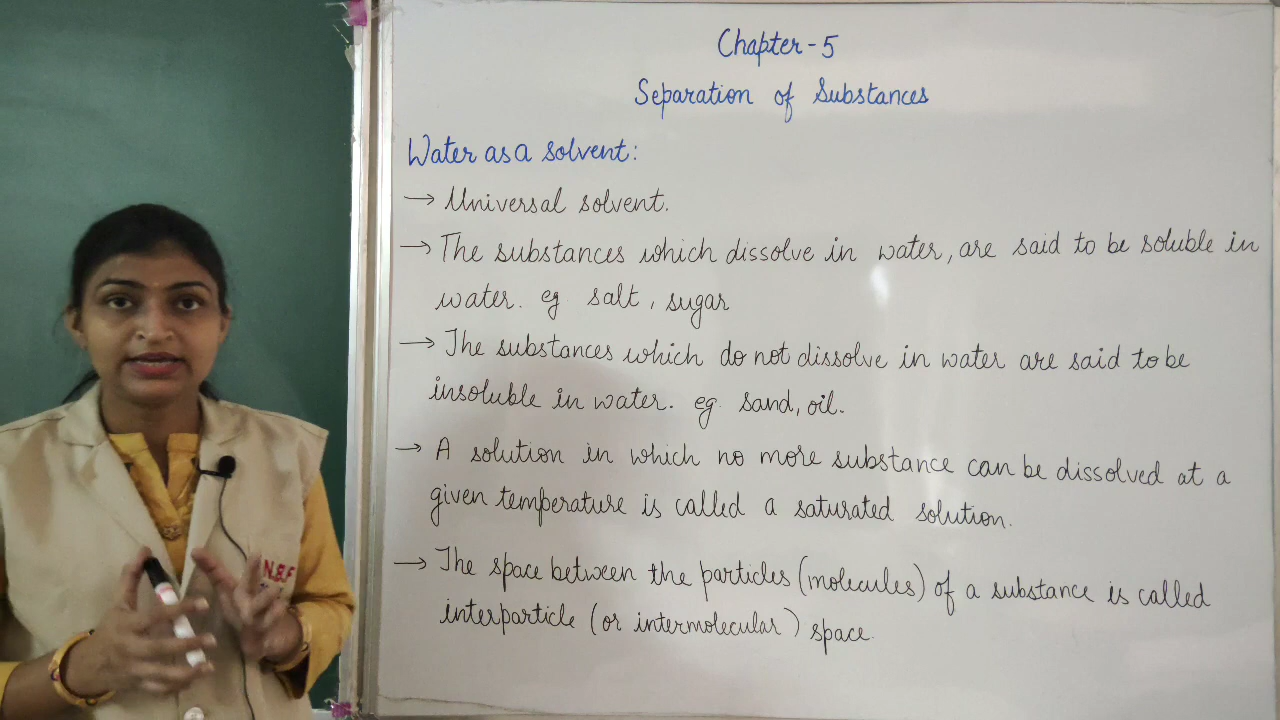 Chapter-5
Separation of Substances
Water as a solvent:
→ Universal solvent.
→ The substances which dissolve in water, are said to be soluble in
water. eg salt, sugar
→ The substances which do not dissolve in water are said to be
insoluble in water. eg. sand, oil.
→ A solution in which no more substance can be dissolved at a
given temperature is called a saturated solution.
→ The space between the particles (molecules) of a substance is called
interparticle (or intermolecular) space.
N.B.F